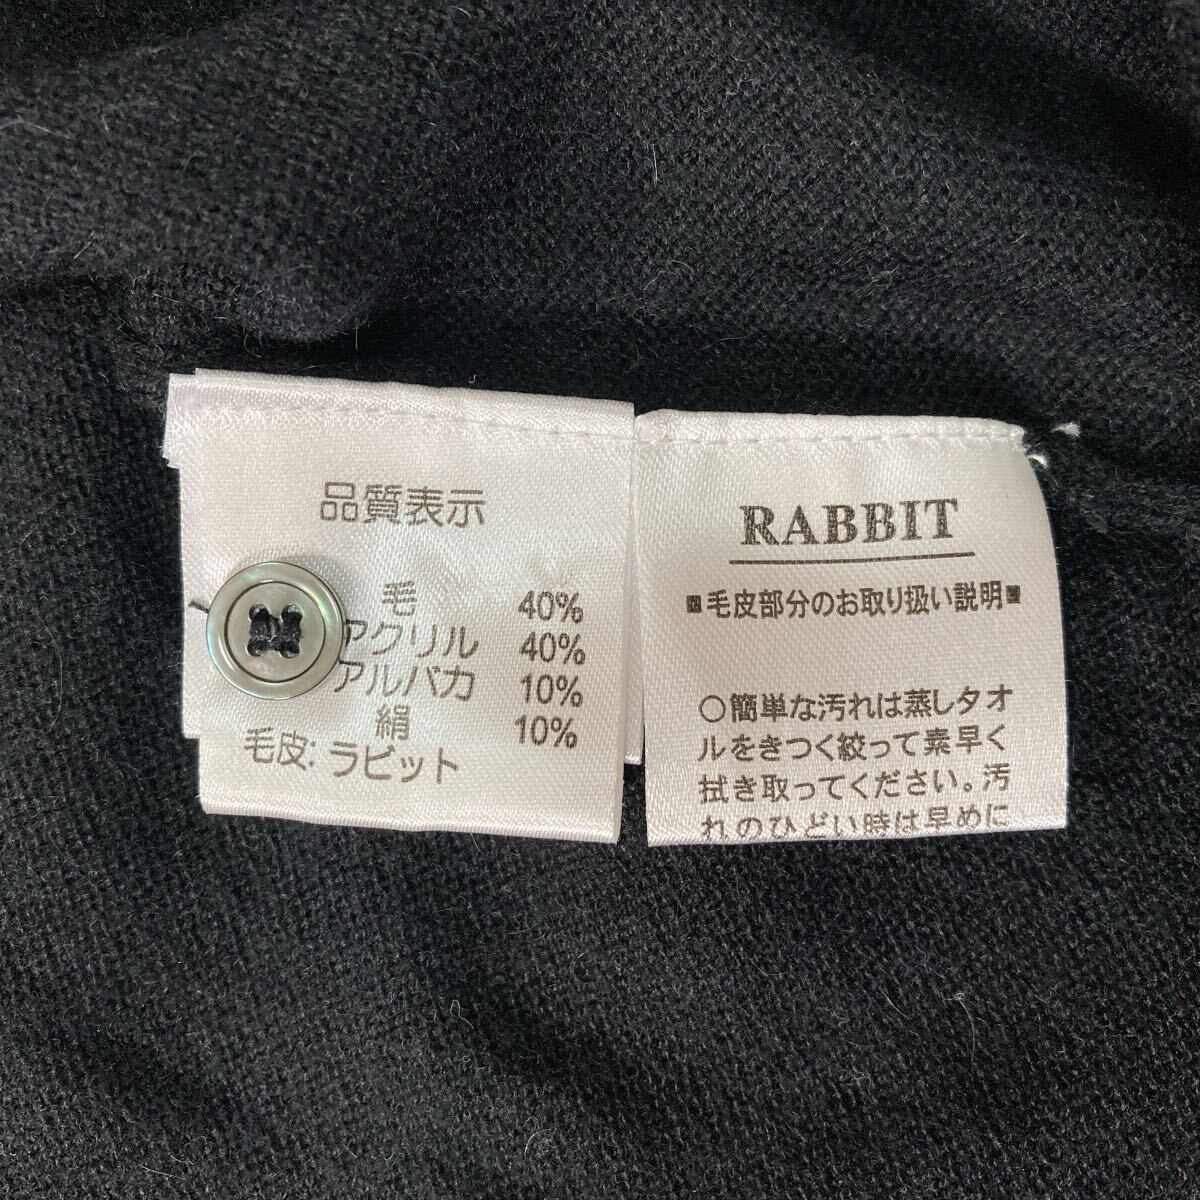 品質表示
毛 40%
アクリル 40%
アルパカ 10%
絹 10%
毛皮: ラビット
RABBIT
毛皮部分のお取り扱い説明
○簡単な汚れは蒸しタオ
ルをきつく絞って素早く
拭き取ってください。汚
れのひどい時は早めに